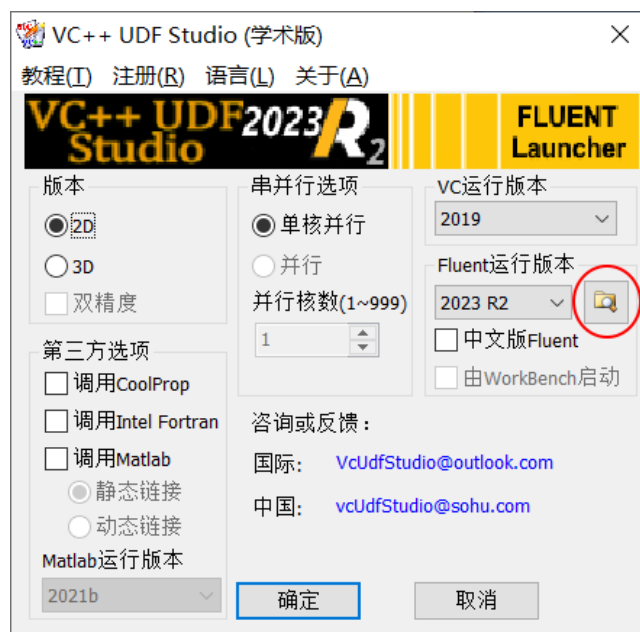 VC++ UDF Studio (学术版)
教程(T) 注册(R) 语言(L) 关于(A)
VC++ UDF 2023 R2
Studio
FLUENT
Launcher
版本
2D
3D
双精度
串并行选项
单核并行
并行
并行核数(1~999)
1
VC运行版本
2019
Fluent运行版本
2023 R2
中文版Fluent
由WorkBench启动
第三方选项
调用CoolProp
调用Intel Fortran
调用Matlab
静态链接
动态链接
Matlab运行版本
2021b
咨询或反馈：
国际: VcUdfStudio@outlook.com
中国: vcUdfStudio@sohu.com
确定
取消